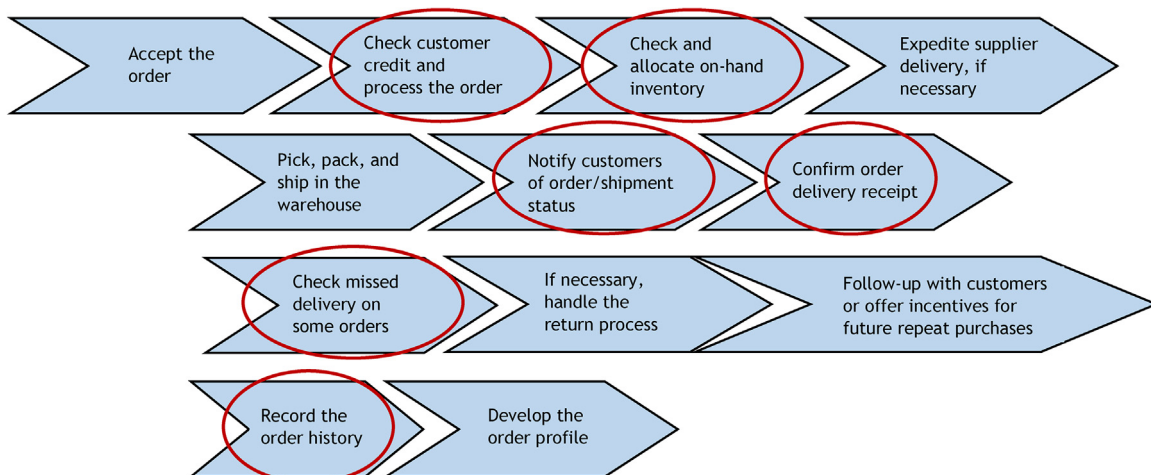 Accept the
order
Check customer
credit and
process the order
Check and
allocate on-hand
inventory
Expedite supplier
delivery, if
necessary
Pick, pack, and
ship in the
warehouse
Notify customers
of order/shipment
status
Confirm order
delivery receipt
Check missed
delivery on
some orders
If necessary,
handle the
return process
Follow-up with customers
or offer incentives for
future repeat purchases
Record the
order history
Develop the
order profile